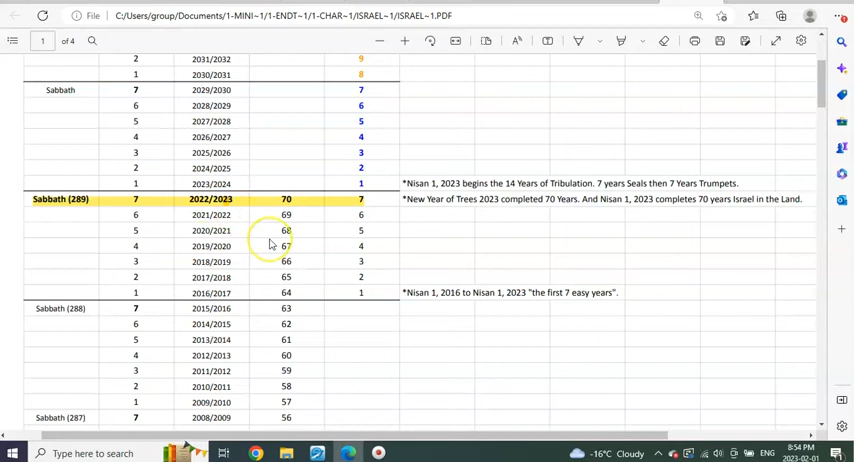 File
C:/Users/group/Documents/1-MINI~1/1-ENDT~1/1-CHAR~1/ISRAEL~1/ISRAEL~1.PDF
1 of 4
2 2031/2032 9
1 2030/2031 8
Sabbath 7 2029/2030 7
6 2028/2029 6
5 2027/2028 5
4 2026/2027 4
3 2025/2026 3
2 2024/2025 2
1 2023/2024 1 *Nisan 1, 2023 begins the 14 Years of Tribulation. 7 years Seals then 7 Years Trumpets.
Sabbath (289) 7 2022/2023 70 7 *New Year of Trees 2023 completed 70 Years. And Nisan 1, 2023 completes 70 years Israel in the Land.
6 2021/2022 69 6
5 2020/2021 68 5
4 2019/2020 67 4
3 2018/2019 66 3
2 2017/2018 65 2
1 2016/2017 64 1 *Nisan 1, 2016 to Nisan 1, 2023 "the first 7 easy years".
Sabbath (288) 7 2015/2016 63
6 2014/2015 62
5 2013/2014 61
4 2012/2013 60
3 2011/2012 59
2 2010/2011 58
1 2009/2010 57
Sabbath (287) 7 2008/2009 56
Type here to search
-16°C Cloudy
ENG
8:54 PM
2023-02-01